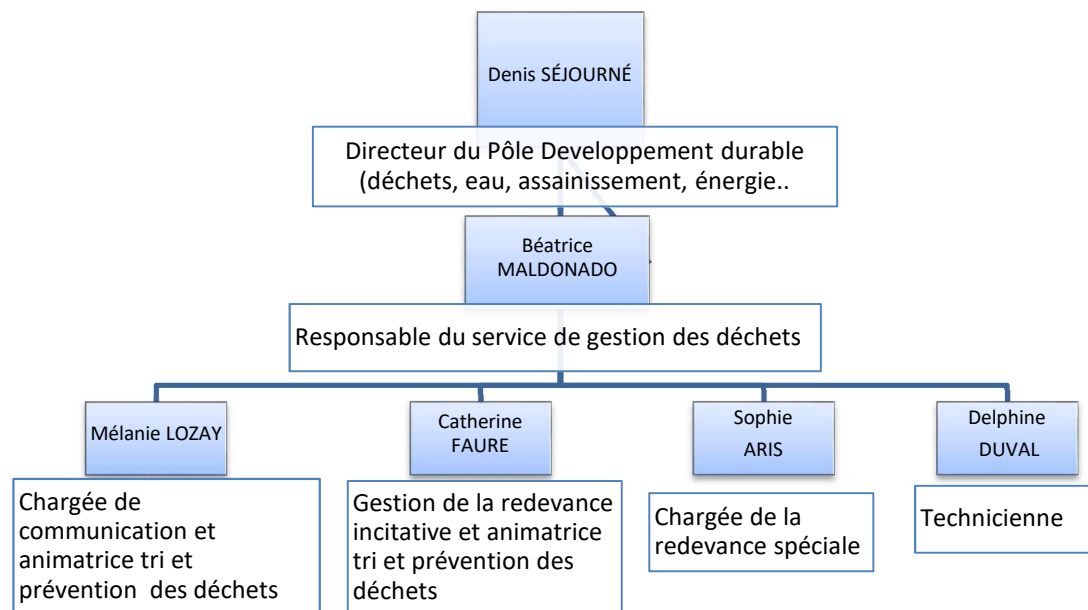 Denis SÉJOURNÉ
Directeur du Pôle Developpement durable
(déchets, eau, assainissement, énergie..
Béatrice
MALDONADO
Responsable du service de gestion des déchets
Mélanie LOZAY
Chargée de
communication et
animatrice tri et
prévention des déchets
Catherine
FAURE
Gestion de la redevance
incitative et animatrice
tri et prévention des
déchets
Sophie
ARIS
Chargée de la
redevance spéciale
Delphine
DUVAL
Technicienne